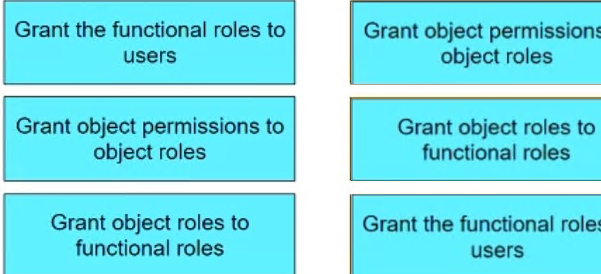 Grant the functional roles to
users
Grant object permissions to
object roles
Grant object roles to
functional roles
Grant object permissions
object roles
Grant object roles to
functional roles
Grant the functional roles
users